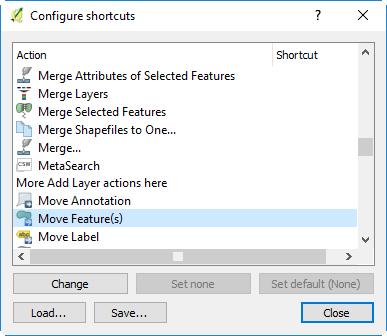 Configure shortcuts
Action Shortcut
Merge Attributes of Selected Features
Merge Layers
Merge Selected Features
Merge Shapefiles to One...
Merge...
CSW MetaSearch
More Add Layer actions here
Move Annotation
Move Feature(s)
abc Move Label
Change Set none Set default (None)
Load... Save... Close